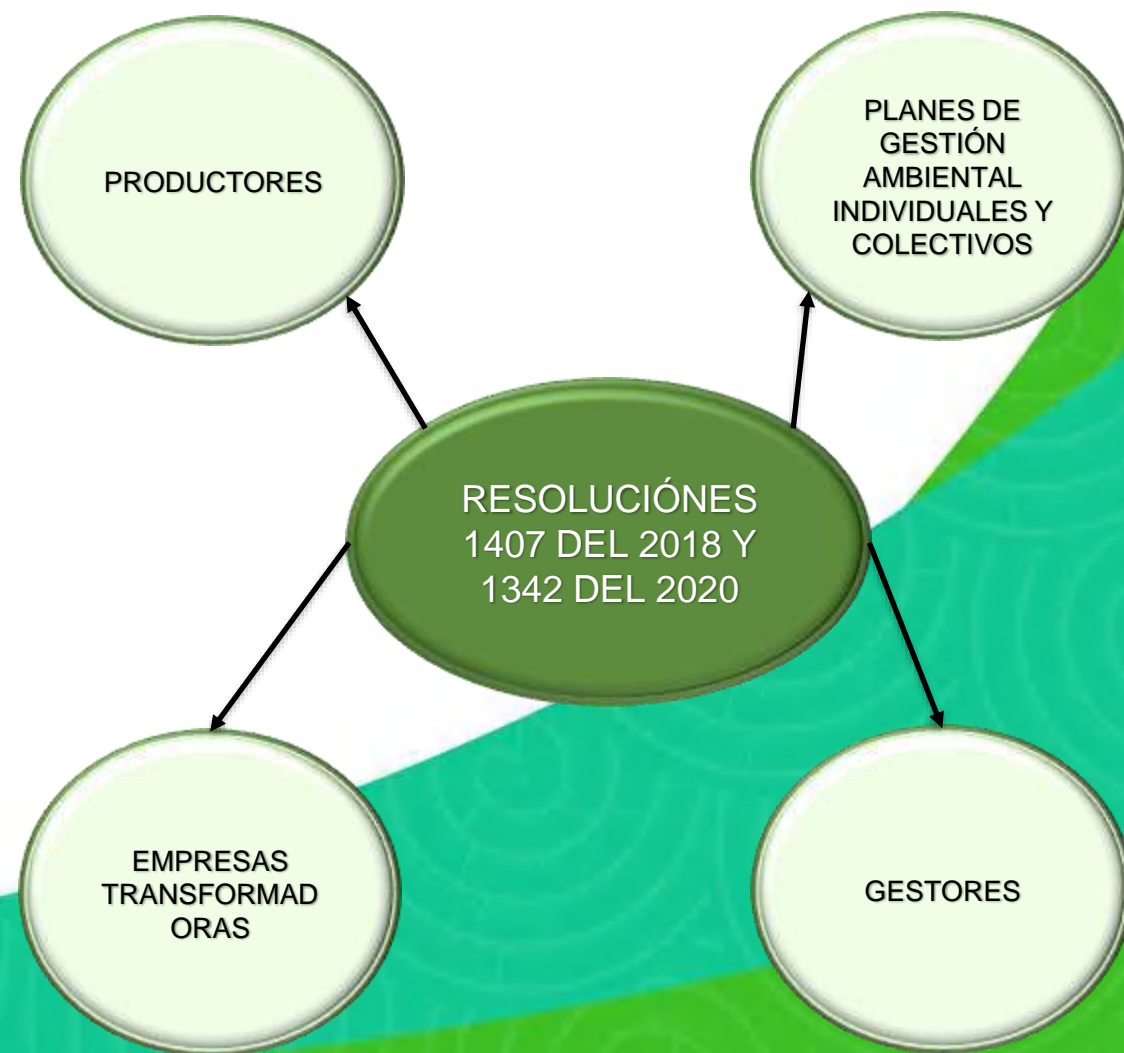 PRODUCTORES
PLANES DE
GESTIÓN
AMBIENTAL
INDIVIDUALES Y
COLECTIVOS
RESOLUCIÓNES
1407 DEL 2018 Y
1342 DEL 2020
EMPRESAS
TRANSFORMAD
ORAS
GESTORES